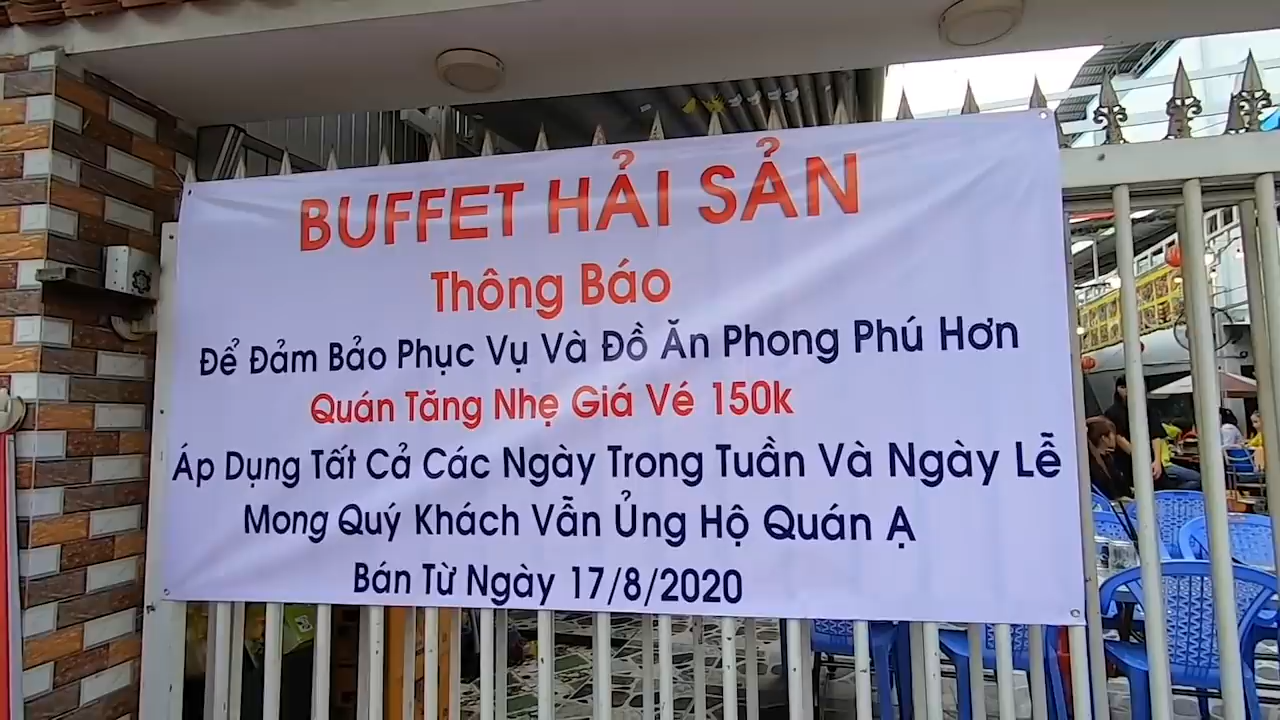 BUFFET HẢI SẢN
Thông Báo
Để Đảm Bảo Phục Vụ Và Đồ Ăn Phong Phú Hơn
Quán Tăng Nhẹ Giá Vé 150k
Áp Dụng Tất Cả Các Ngày Trong Tuần Và Ngày Lễ
Mong Quý Khách Vẫn Ủng Hộ Quán Ạ
Bán Từ Ngày 17/8/2020